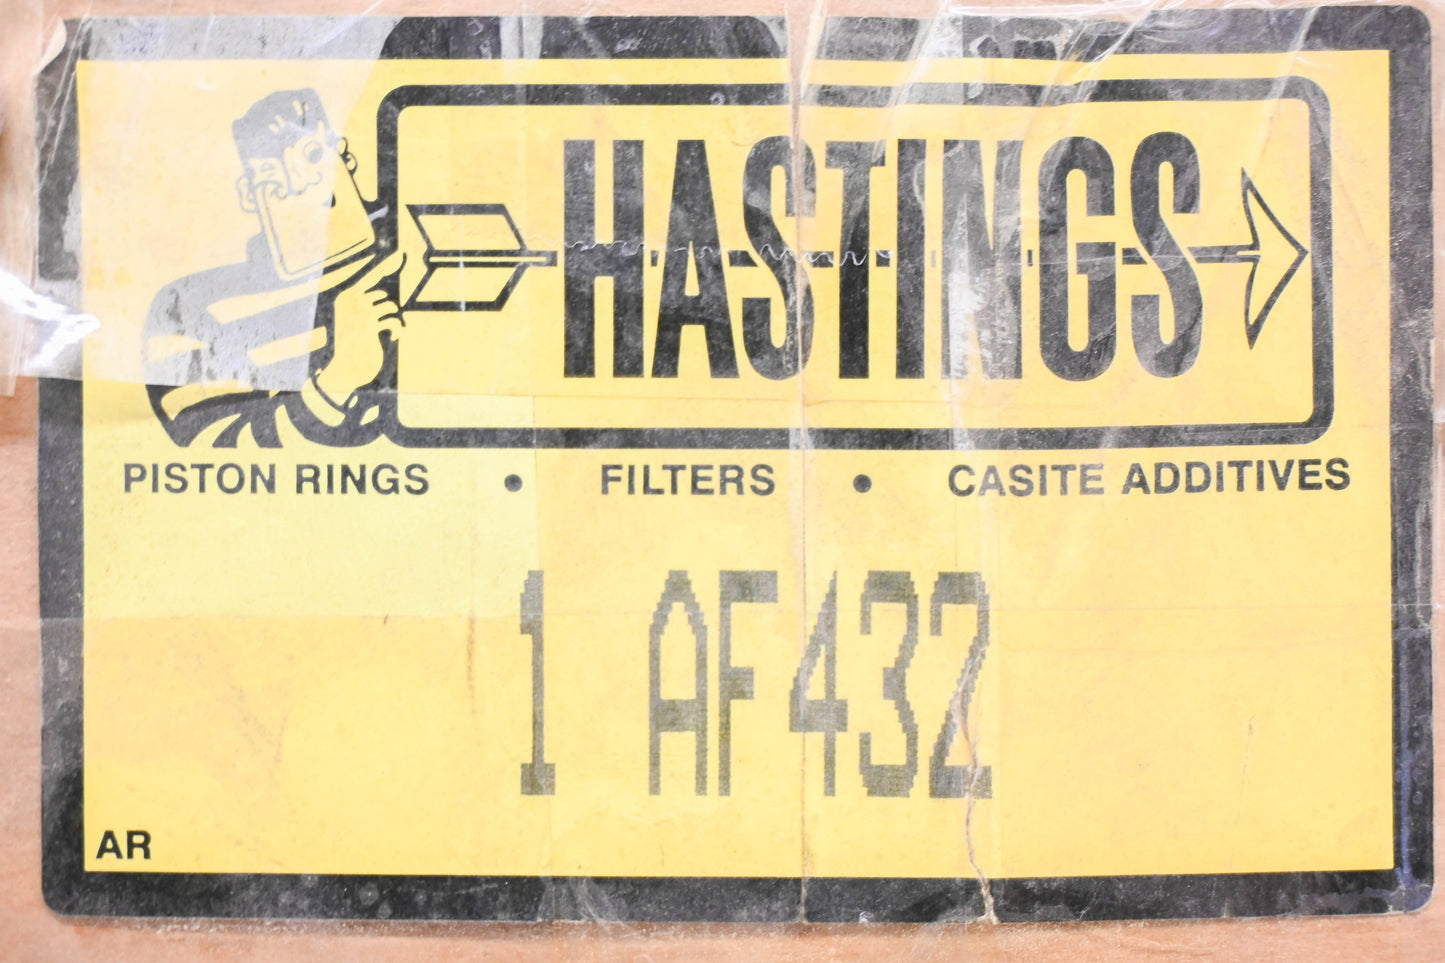 HASTINGS
PISTON RINGS • FILTERS • CASITE ADDITIVES
1 AF432
AR